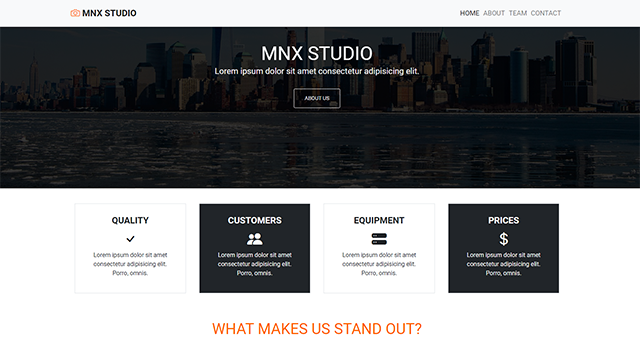 MNX STUDIO
HOME ABOUT TEAM CONTACT
MNX STUDIO
Lorem ipsum dolor sit amet consectetur adipisicing elit.
ABOUT US
QUALITY
Lorem ipsum dolor sit amet
consectetur adipisicing elit.
Porro, omnis.
CUSTOMERS
Lorem ipsum dolor sit amet
consectetur adipisicing elit.
Porro, omnis.
EQUIPMENT
Lorem ipsum dolor sit amet
consectetur adipisicing elit.
Porro, omnis.
PRICES
$
Lorem ipsum dolor sit amet
consectetur adipisicing elit.
Porro, omnis.
WHAT MAKES US STAND OUT?